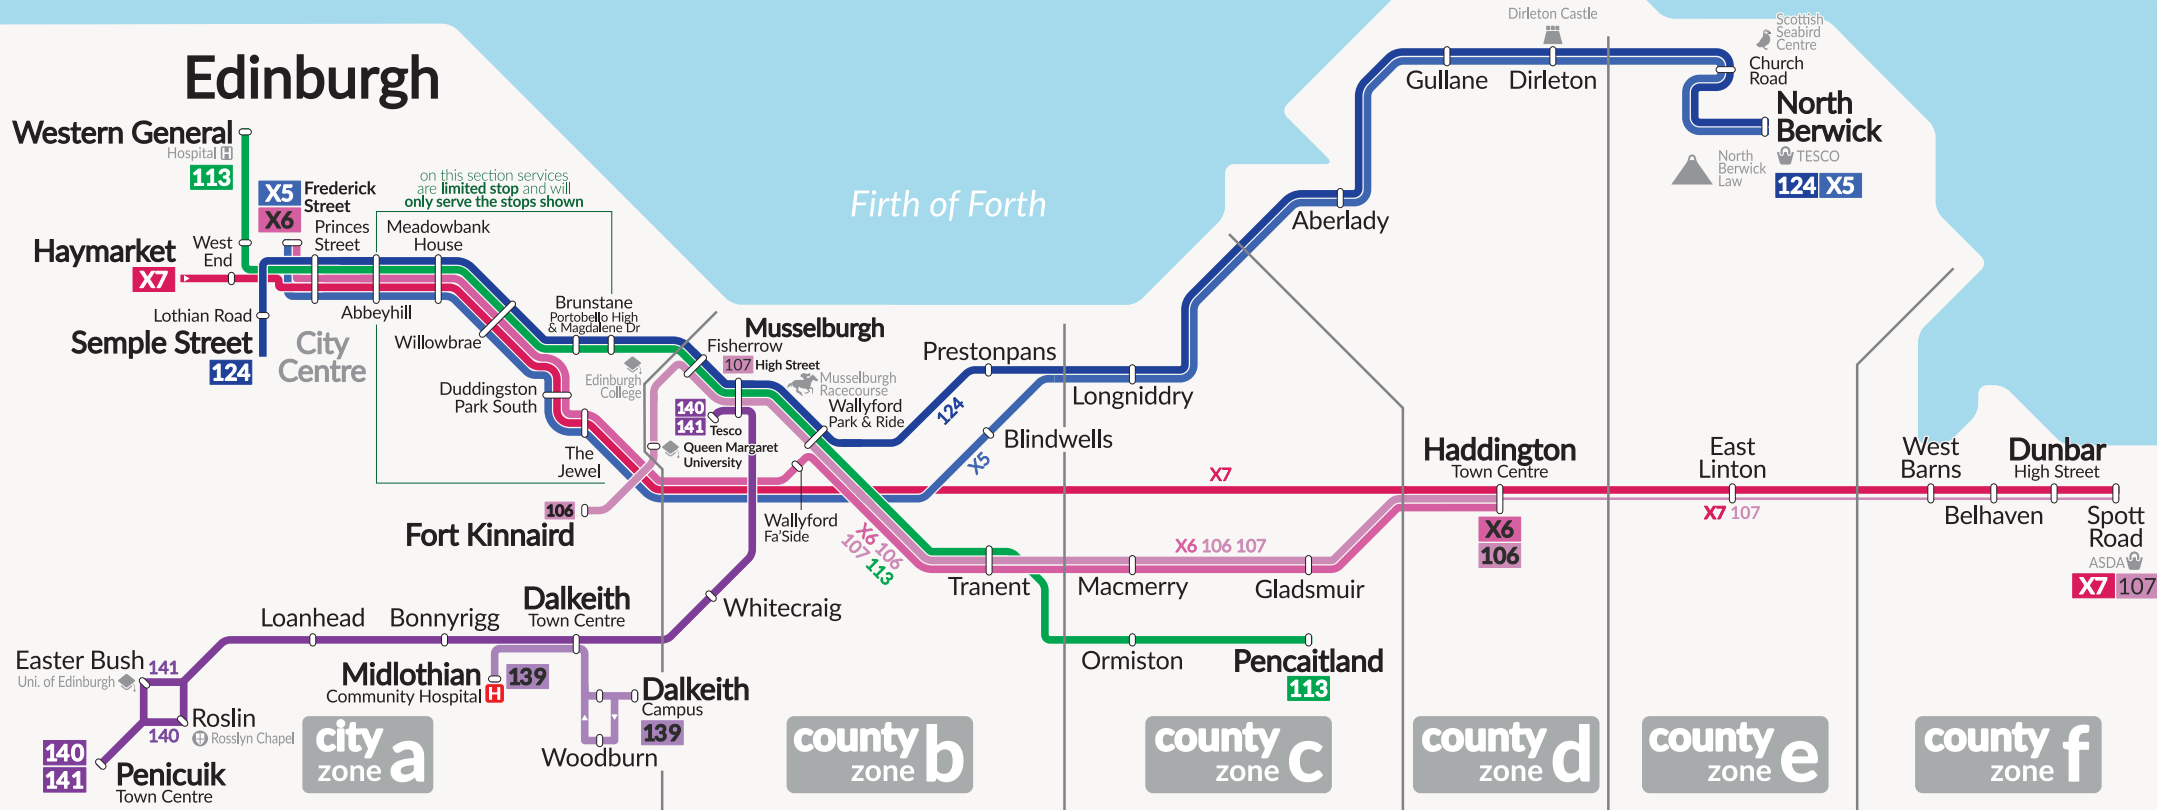 Edinburgh
Western General
Hospital H
113
X5
X6
Frederick
Street
Princes
Street
West
End
Haymarket
X7
Lothian Road
Semple Street
124
City
Centre
on this section services
are limited stop and will
only serve the stops shown
Meadowbank
House
Abbeyhill
Willowbrae
Brunstane
Portobello High
& Magdalene Dr
Duddingston
Park South
The
Jewel
Edinburgh
College
106
Fort Kinnaird
Firth of Forth
Musselburgh
Fisherrow
107 High Street
Musselburgh
Racecourse
140
141
Tesco
Queen Margaret
University
Wallyford
Park & Ride
Wallyford
Fa'Side
Prestonpans
124
X5
Blindwells
Longniddry
Aberlady
Gullane
Dirleton
Dirleton Castle
Scottish
Seabird
Centre
Church
Road
North
Berwick
TESCO
124 X5
North
Berwick
Law
X7
X6 106
107
113
Tranent
X6 106 107
Macmerry
Gladsmuir
Ormiston
Pencaitland
113
Haddington
Town Centre
X6
106
East
Linton
X7 107
West
Barns
Belhaven
Dunbar
High Street
Spott
Road
ASDA
X7 107
Whitecraig
Dalkeith
Town Centre
Bonnyrigg
Loanhead
Midlothian
Community Hospital H
139
Dalkeith
Campus
139
Woodburn
Easter Bush
Uni. of Edinburgh
141
Roslin
140
Rosslyn Chapel
140
141
Penicuik
Town Centre
city
zone a
county
zone b
county
zone c
county
zone d
county
zone e
county
zone f